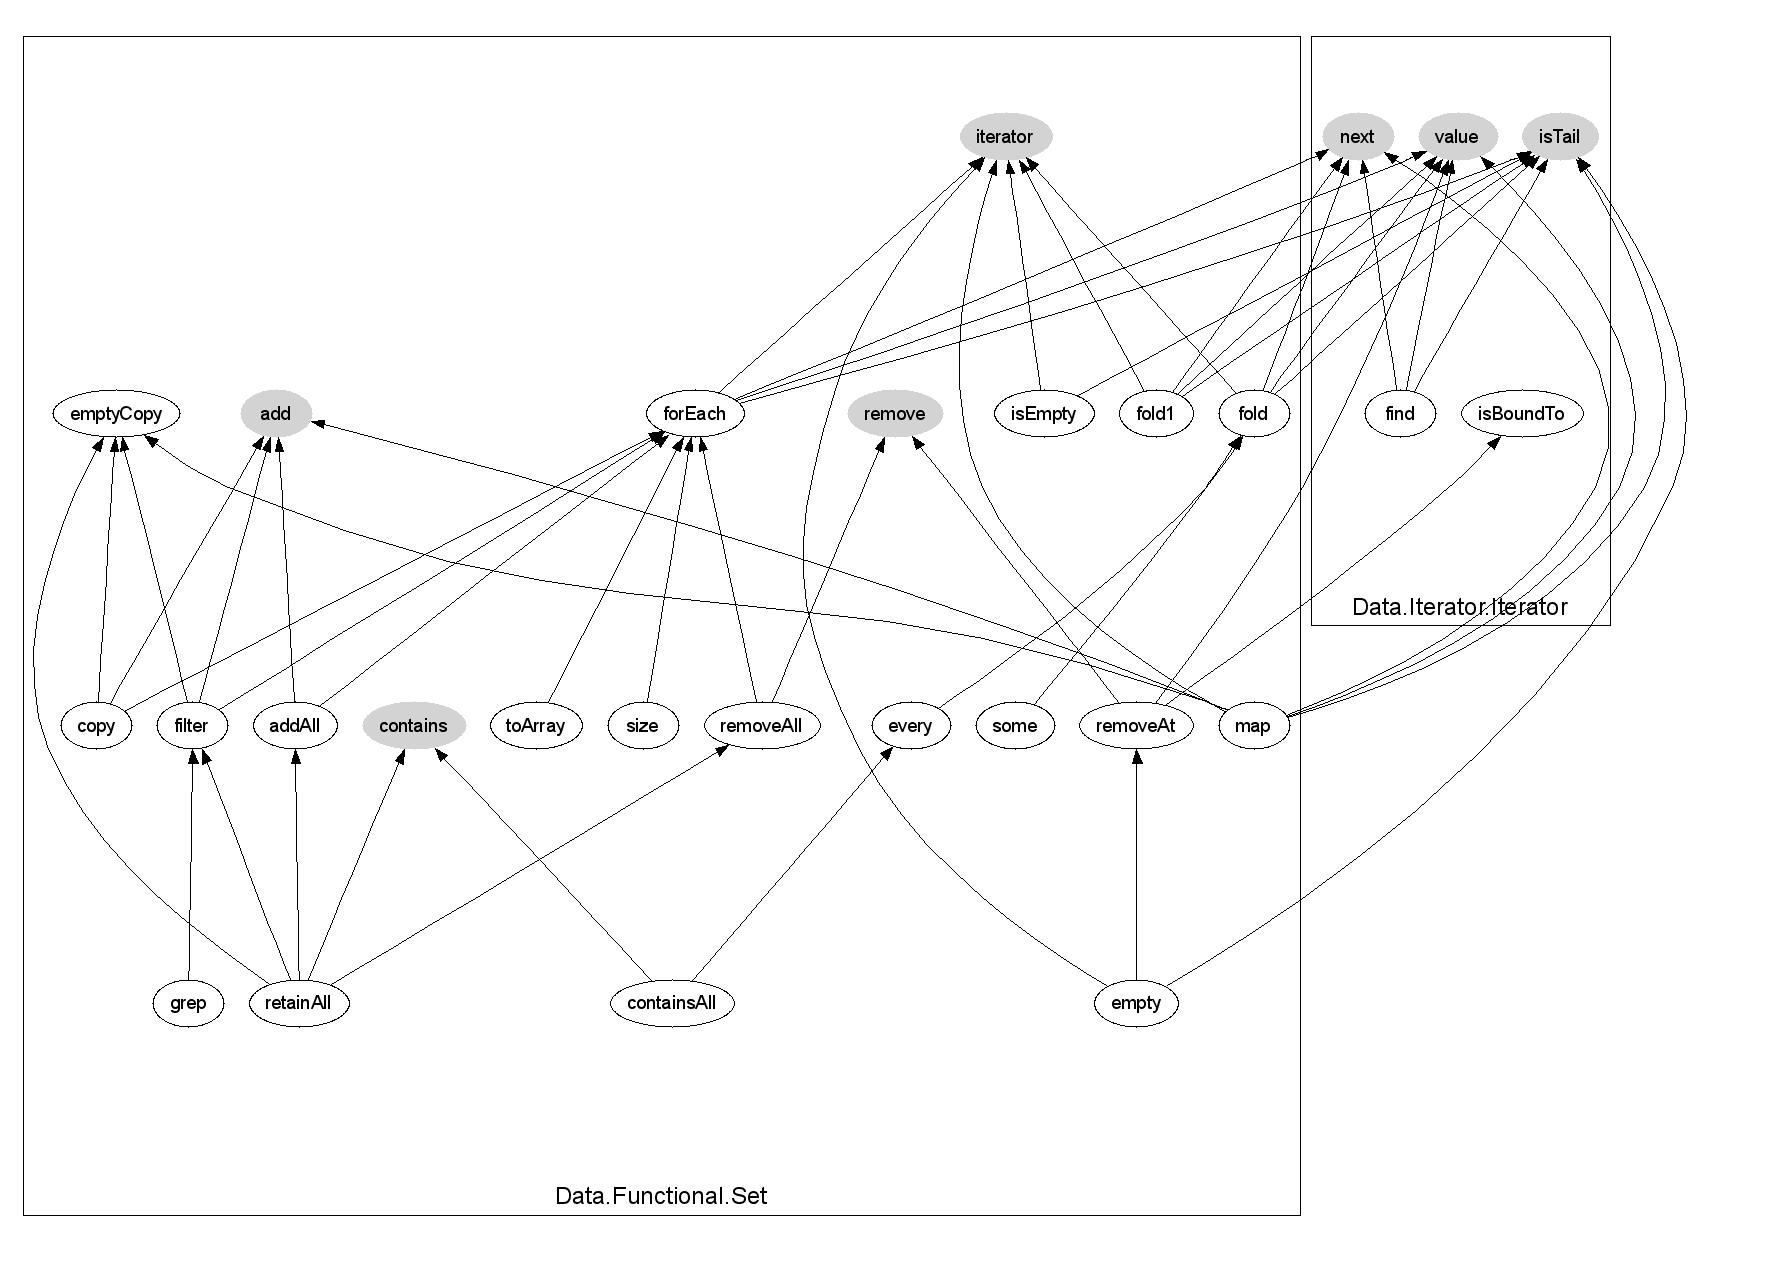 iterator
next
value
isTail
emptyCopy
add
forEach
remove
isEmpty
fold1
fold
find
isBoundTo
Data.Iterator.Iterator
copy
filter
addAll
contains
toArray
size
removeAll
every
some
removeAt
map
grep
retainAll
containsAll
empty
Data.Functional.Set